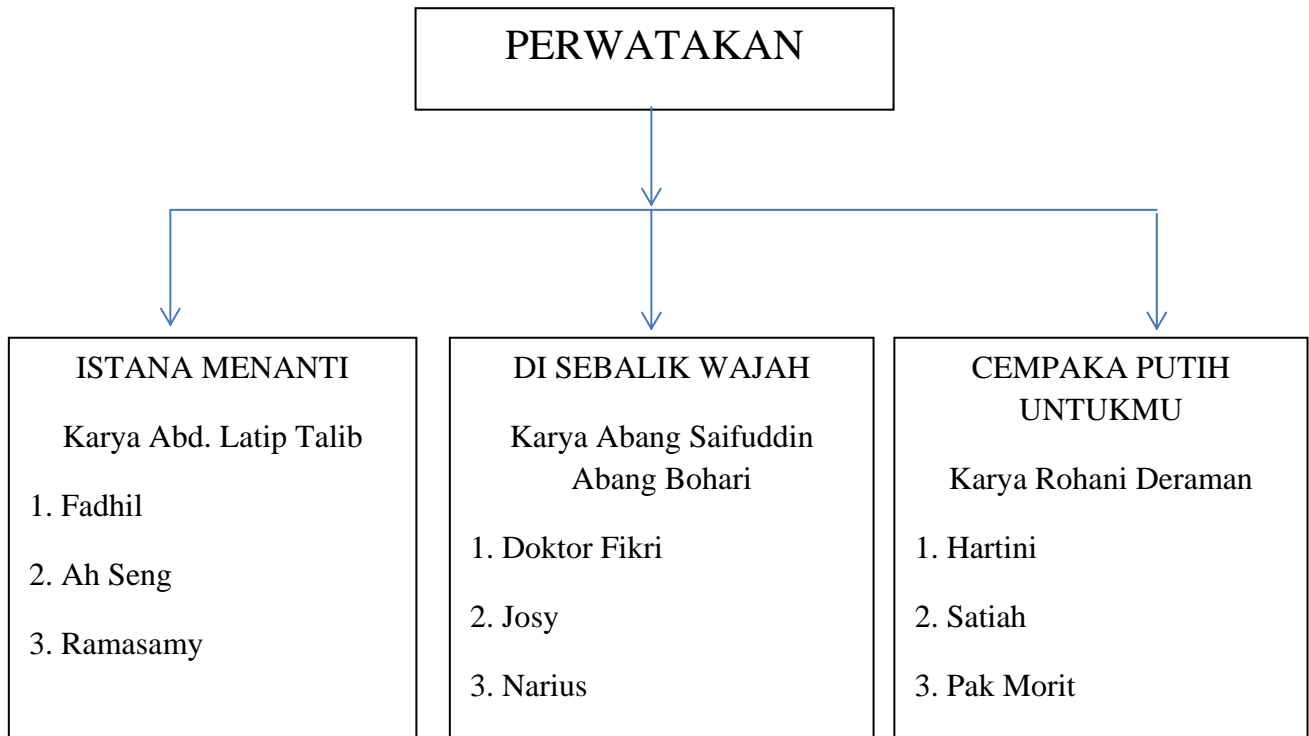 PERWATAKAN
ISTANA MENANTI
Karya Abd. Latip Talib
1. Fadhil
2. Ah Seng
3. Ramasamy
DI SEBALIK WAJAH
Karya Abang Saifuddin
Abang Bohari
1. Doktor Fikri
2. Josy
3. Narius
CEMPAKA PUTIH
UNTUKMU
Karya Rohani Deraman
1. Hartini
2. Satiah
3. Pak Morit